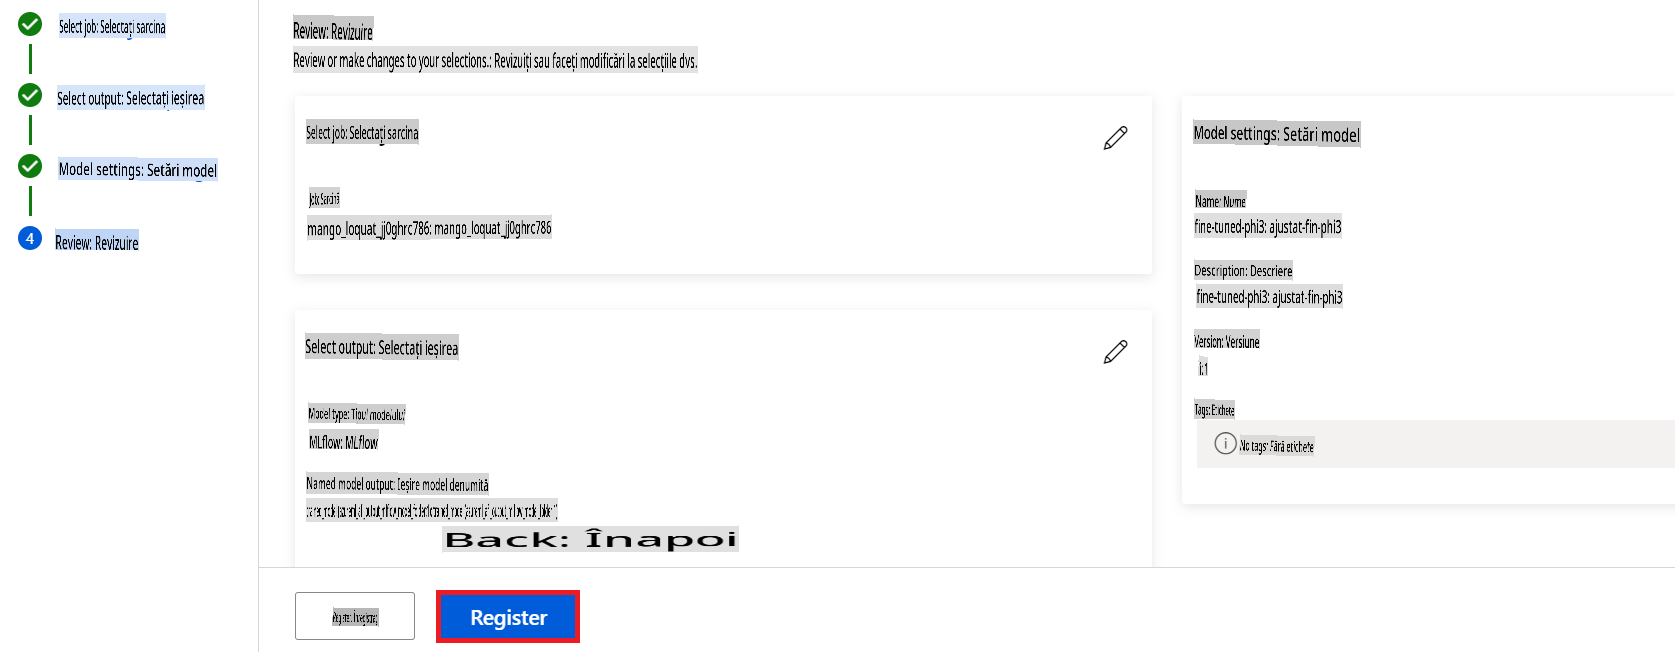 Select job: Selectați sarcina
Select output: Selectați ieșirea
Model settings: Setări model
4
Review: Revizuire
Review: Revizuire
Review or make changes to your selections.: Revizuiți sau faceți modificări la selecțiile dvs.
Select job: Selectați sarcina
Job: Sarcină
mango_loquat_jj0ghrc786: mango_loquat_jj0ghrc786
Select output: Selectați ieșirea
Model type: Tipul modelului
MLflow: MLflow
Named model output: Ieșire model denumită
Back: Înapoi
Model settings: Setări model
Name: Nume
fine-tuned-phi3: ajustat-fin-phi3
Description: Descriere
fine-tuned-phi3: ajustat-fin-phi3
Version: Versiune
Tags: Etichete
No tags: Fără etichete
Register: Înregistrați
Register